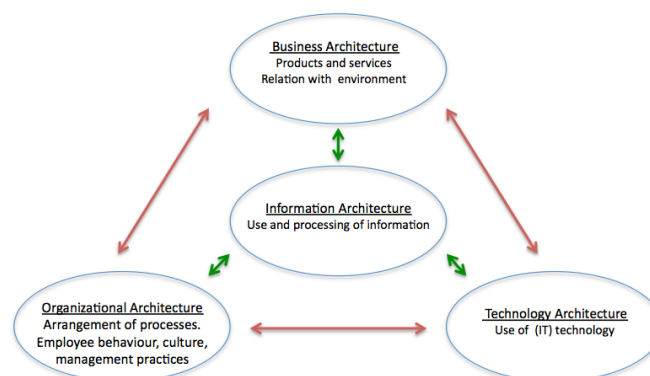 Business Architecture
Products and services
Relation with environment
Information Architecture
Use and processing of information
Organizational Architecture
Arrangement of processes.
Employee behaviour, culture,
management practices
Technology Architecture
Use of (IT) technology